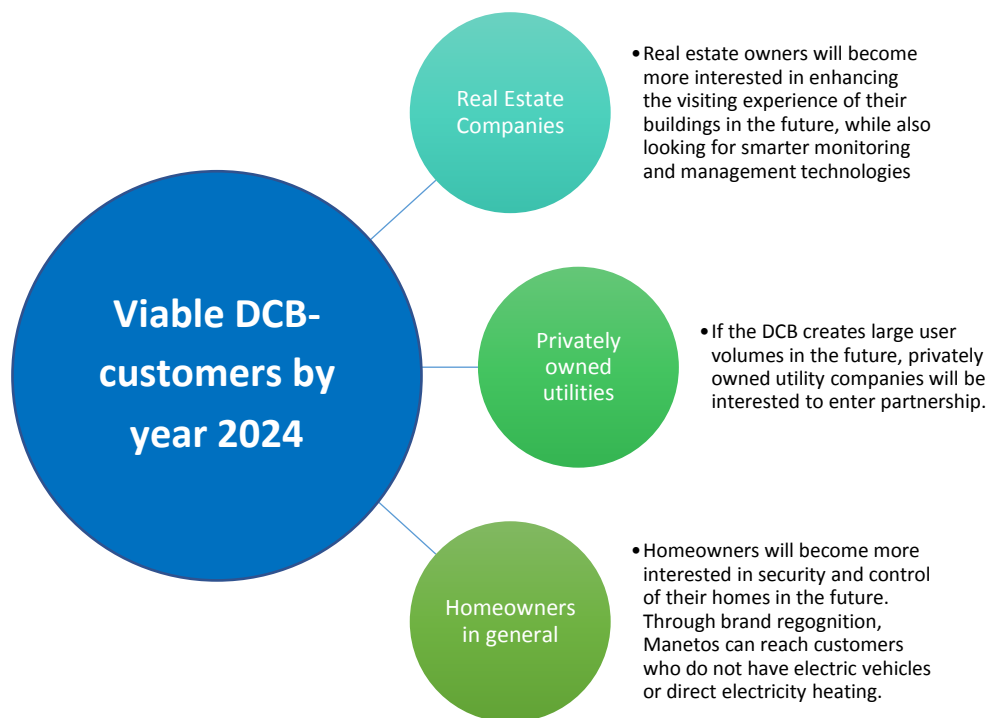 Viable DCB-
customers by
year 2024
Real Estate
Companies
•Real estate owners will become
more interested in enhancing
the visiting experience of their
buildings in the future, while also
looking for smarter monitoring
and management technologies
Privately
owned
utilities
•If the DCB creates large user
volumes in the future, privately
owned utility companies will be
interested to enter partnership.
Homeowners
in general
•Homeowners will become more
interested in security and control
of their homes in the future.
Through brand regognition,
Manetos can reach customers
who do not have electric vehicles
or direct electricity heating.